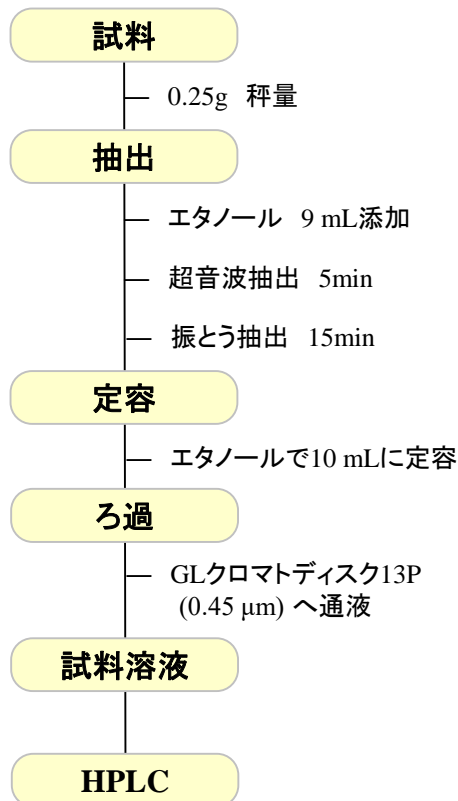 試料
0.25g 秤量
抽出
エタノール 9 mL添加
超音波抽出 5min
振とう抽出 15min
定容
エタノールで10 mLに定容
ろ過
GLクロマトディスク13P
(0.45 μm) へ通液
試料溶液
HPLC